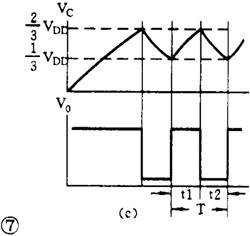 V_C
2/3 V_DD
1/3 V_DD
V_0
t1 t2
(c) T
⑦